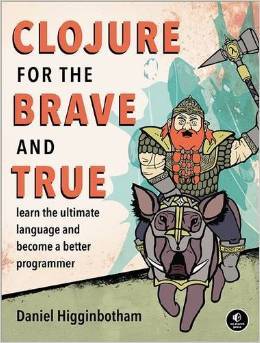 CLOJURE
FOR THE
BRAVE
AND
TRUE
learn the ultimate
language and
become a better
programmer
Daniel Higginbotham